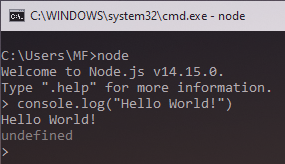 C:\WINDOWS\system32\cmd.exe - node
C:\Users\MF>node
Welcome to Node.js v14.15.0.
Type ".help" for more information.
> console.log("Hello World!")
Hello World!
undefined
>